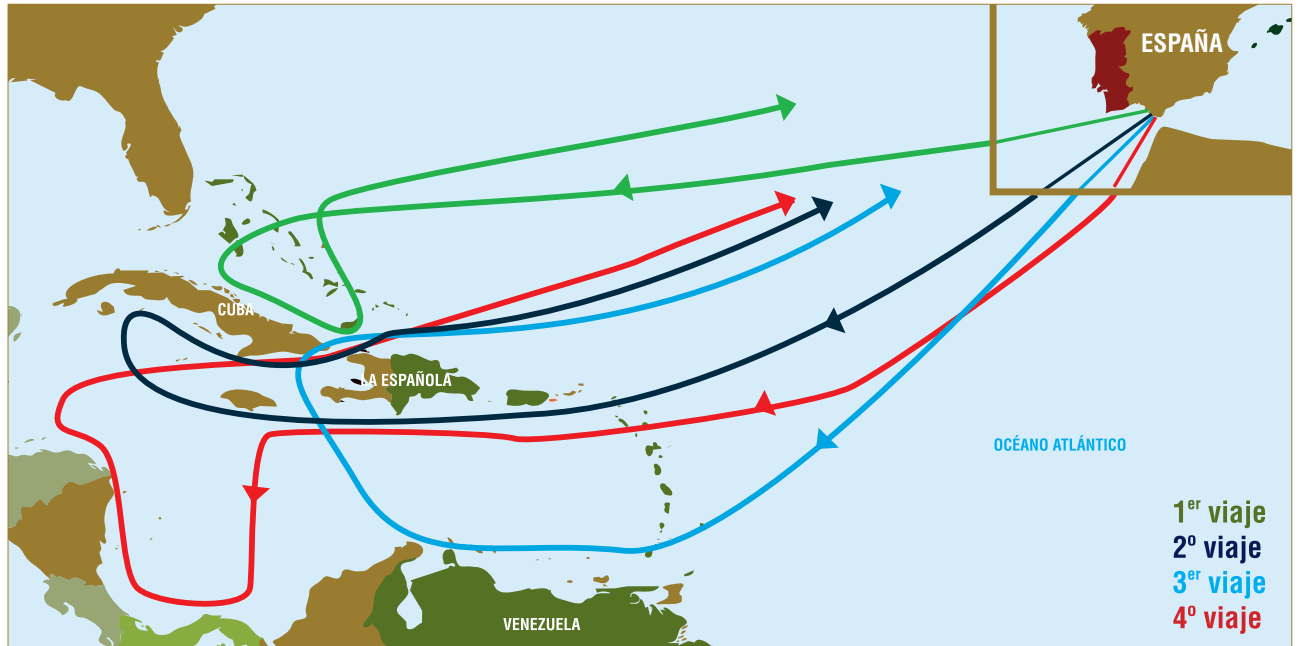 ESPAÑA
CUBA
LA ESPAÑOLA
OCÉANO ATLÁNTICO
VENEZUELA
1er viaje
2º viaje
3er viaje
4º viaje